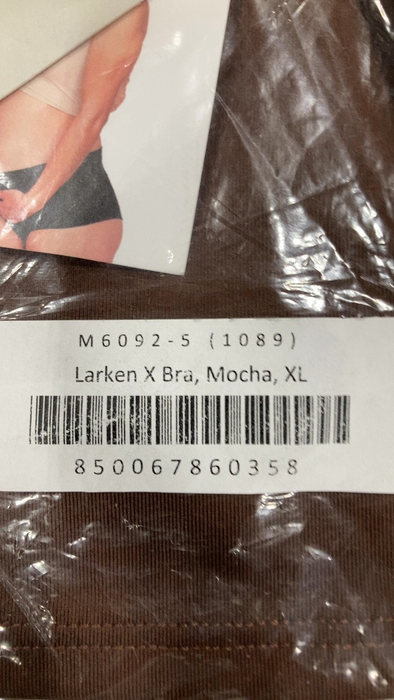 M6092-5 (1089)
Larken X Bra, Mocha, XL
850067860358